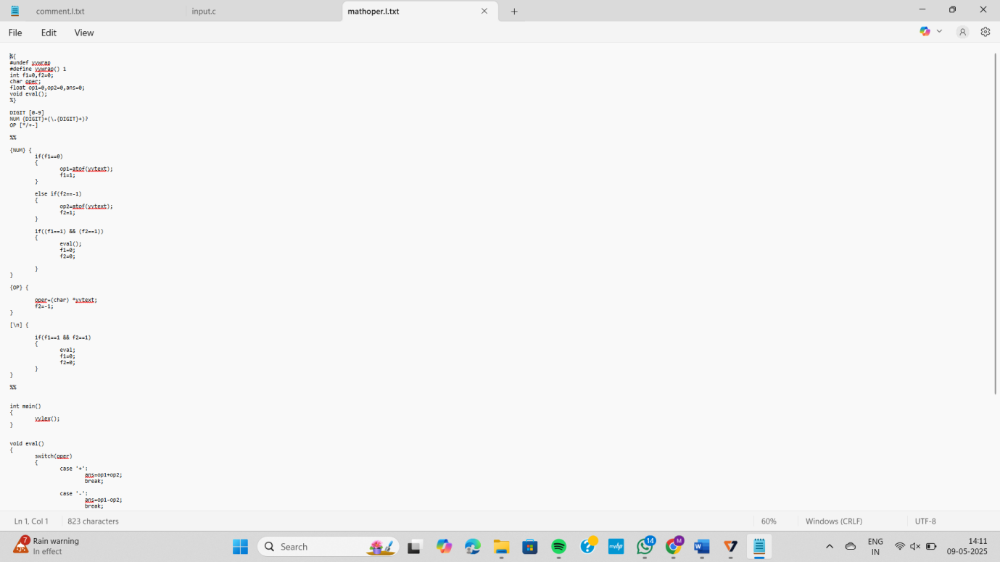 comment.l.txt
input.c
mathoper.l.txt
File Edit View
%{
#undef yywrap
#define yywrap() 1
int f1=0,f2=0;
char oper;
float op1=0,op2=0,ans=0;
void eval();
%}
DIGIT [0-9]
NUM {DIGIT}+(\.{DIGIT}+)?
OP [*/+-]
%%
{NUM} {
if(f1==0)
{
op1=atof(yytext);
f1=1;
}
else if(f2==-1)
{
op2=atof(yytext);
f2=1;
}
if((f1==1) && (f2==1))
{
eval();
f1=0;
f2=0;
}
}
{OP} {
oper=(char) *yytext;
f2=-1;
}
[\n] {
if(f1==1 && f2==1)
{
eval;
f1=0;
f2=0;
}
}
%%
int main()
{
yylex();
}
void eval()
{
switch(oper)
{
case '+':
ans=op1+op2;
break;
case '-':
ans=op1-op2;
break;
Ln 1, Col 1
823 characters
60%
Windows (CRLF)
UTF-8
7
Rain warning
In effect
Search
myhp
14
M
W
ENG
IN
14:11
09-05-2025